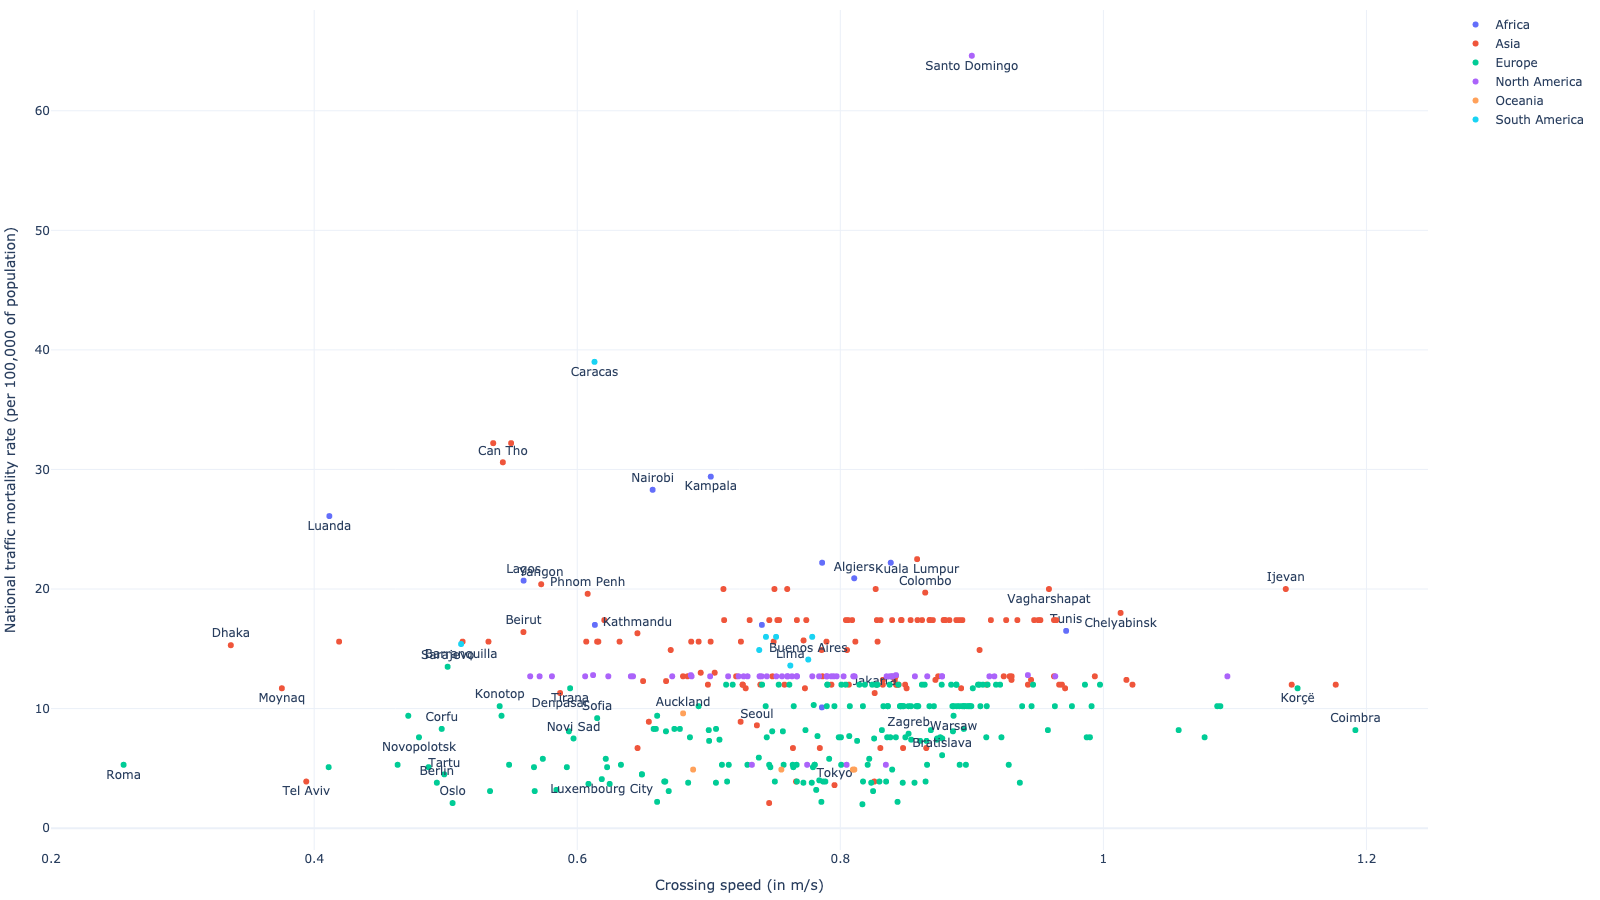 Africa
Asia
Europe
North America
Oceania
South America
Santo Domingo
60
50
40
30
20
10
0
National traffic mortality rate (per 100,000 of population)
Caracas
Can Tho
Nairobi
Kampala
Luanda
Lagos
Yangon
Phnom Penh
Algiers
Kuala Lumpur
Colombo
Ijevan
Vagharshapat
Beirut
Kathmandu
Tunis
Chelyabinsk
Dhaka
Sarajevo
Barranquilla
Buenos Aires
Lima
Jakarta
Moynaq
Konotop
Tirana
Denpasar
Sofia
Auckland
Korçë
Corfu
Novi Sad
Seoul
Zagreb
Warsaw
Coimbra
Novopolotsk
Bratislava
Roma
Tartu
Berlin
Tokyo
Tel Aviv
Oslo
Luxembourg City
0.2
0.4
0.6
0.8
1
1.2
Crossing speed (in m/s)